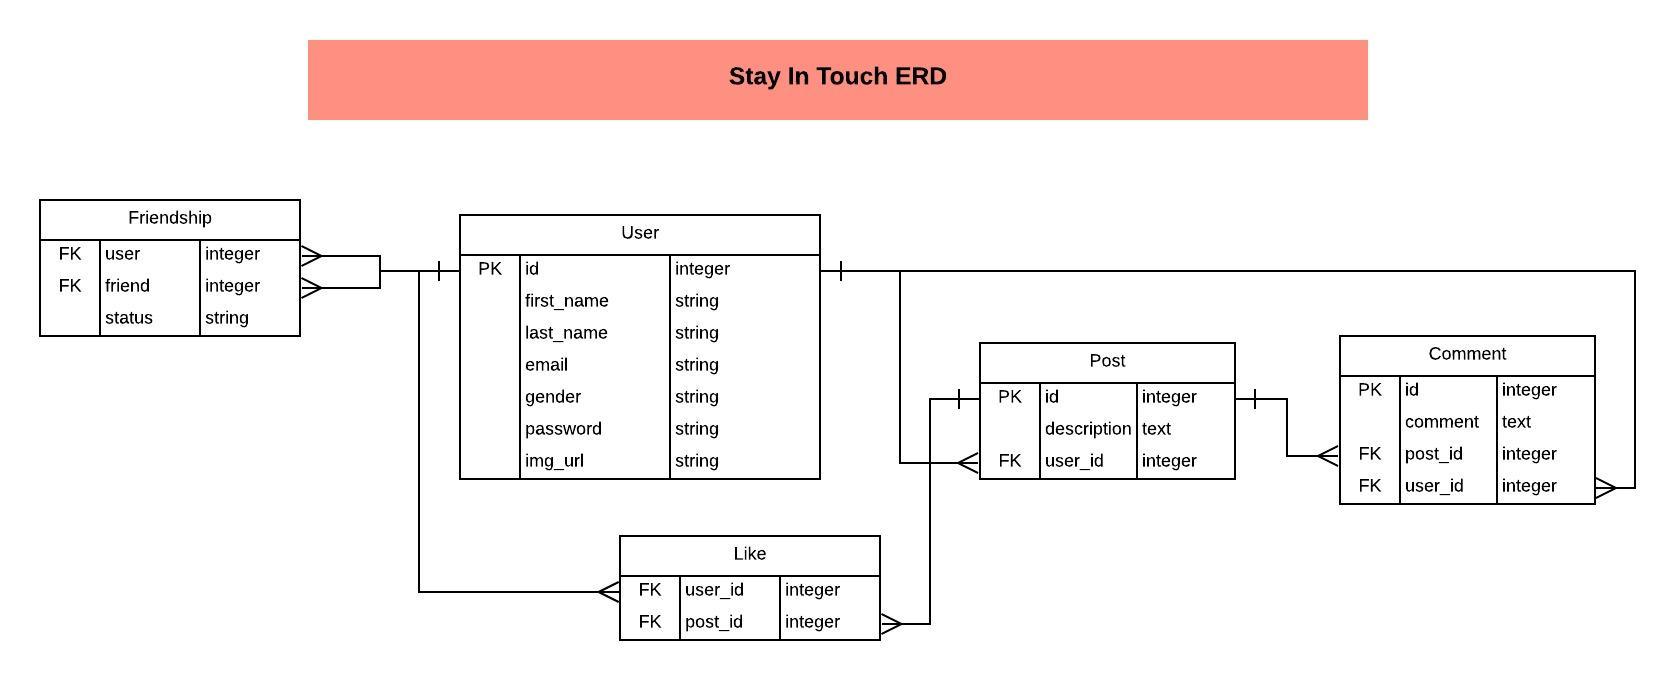 Stay In Touch ERD
Friendship
FK user integer
FK friend integer
status string
User
PK id integer
first_name string
last_name string
email string
gender string
password string
img_url string
Post
PK id integer
description text
FK user_id integer
Comment
PK id integer
comment text
FK post_id integer
FK user_id integer
Like
FK user_id integer
FK post_id integer